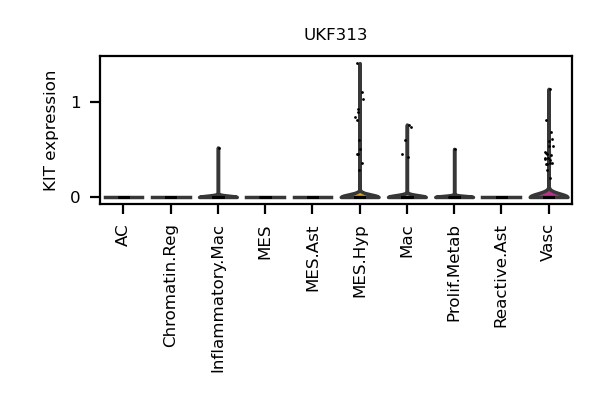 UKF313
KIT expression
1
0
AC
Chromatin.Reg
Inflammatory.Mac
MES
MES.Ast
MES.Hyp
Mac
Prolif.Metab
Reactive.Ast
Vasc